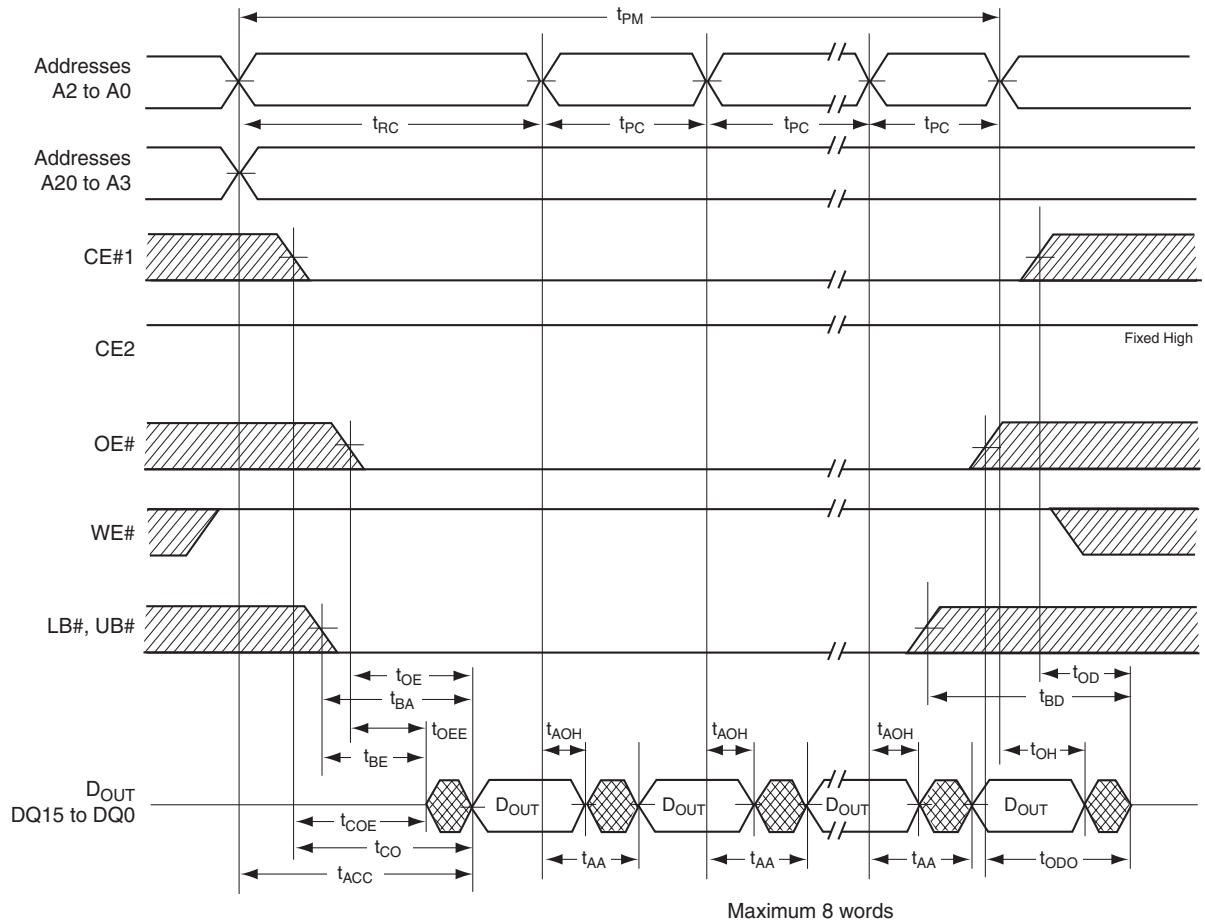 tPM
Addresses
A2 to A0
tRC tPC tPC tPC
Addresses
A20 to A3
CE#1
CE2
Fixed High
OE#
WE#
LB#, UB#
tOE tOD
tBA tBD
tOEE tAOH tAOH tAOH tOH
tBE
DOUT
DQ15 to DQ0
DOUT DOUT DOUT DOUT
tCOE
tCO
tAA tAA tAA tODO
tACC
Maximum 8 words